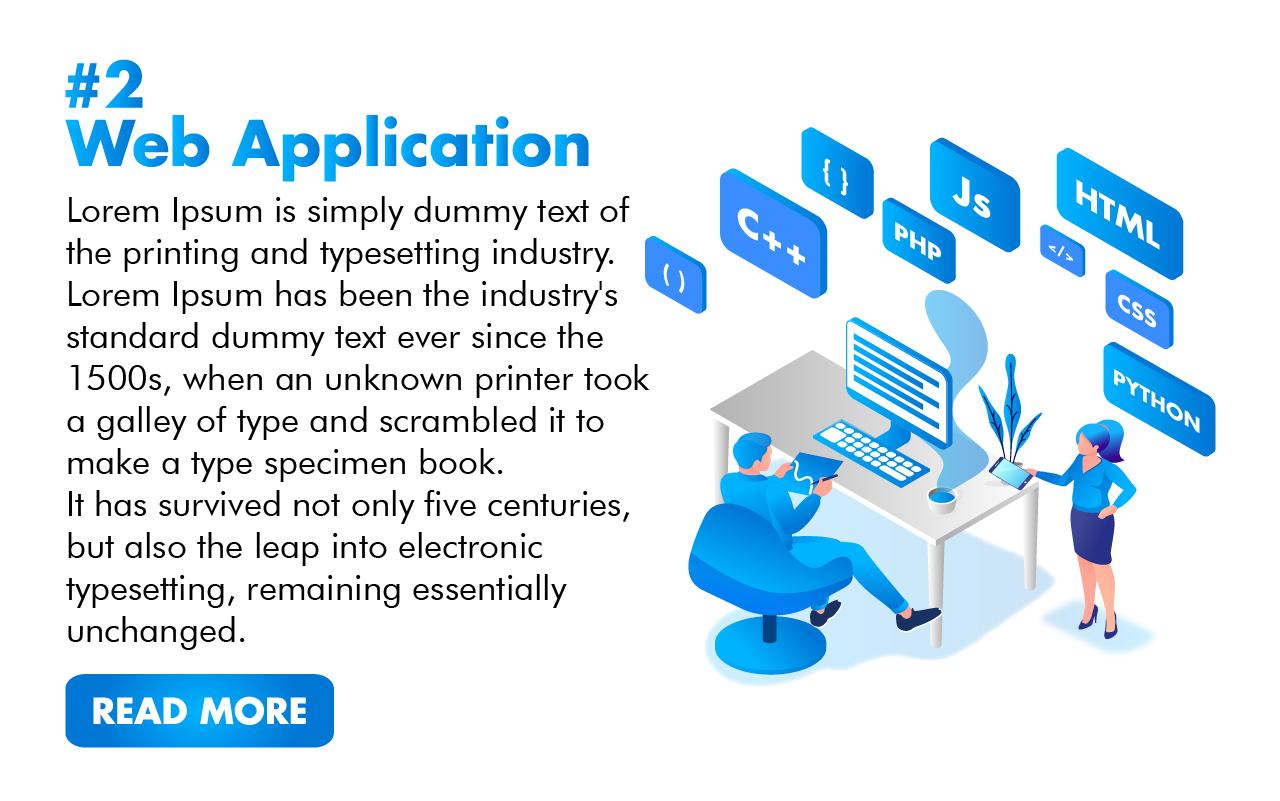 #2
Web Application
Lorem Ipsum is simply dummy text of
the printing and typesetting industry.
Lorem Ipsum has been the industry's
standard dummy text ever since the
1500s, when an unknown printer took
a galley of type and scrambled it to
make a type specimen book.
It has survived not only five centuries,
but also the leap into electronic
typesetting, remaining essentially
unchanged.
READ MORE
( )
C++
{ }
PHP
Js
</>
HTML
CSS
PYTHON